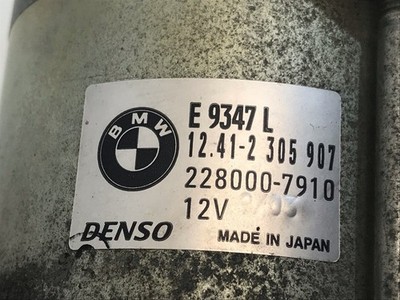 BMW
E 9347 L
12.41-2 305 907
228000-7910
12V
DENSO MADE IN JAPAN